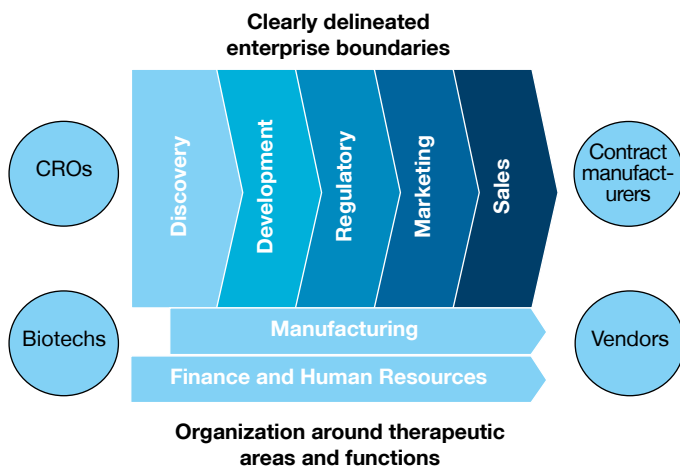 Clearly delineated
enterprise boundaries
CROs
Biotechs
Discovery
Development
Regulatory
Marketing
Sales
Contract
manufact-
urers
Vendors
Manufacturing
Finance and Human Resources
Organization around therapeutic
areas and functions